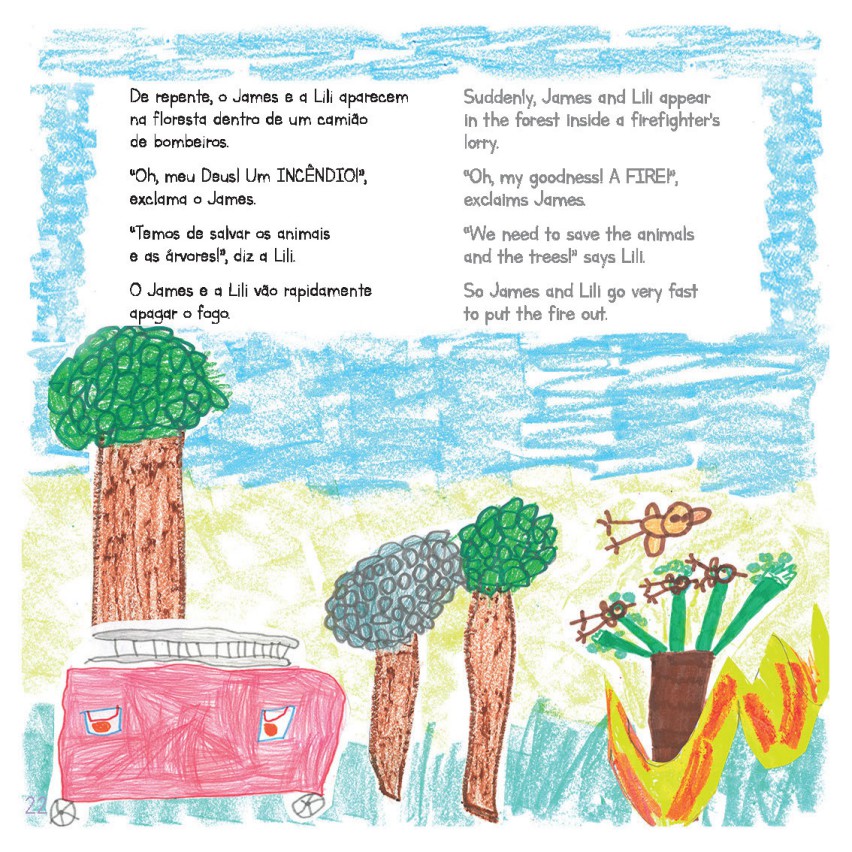 De repente, o James e a Lili aparecem
na floresta dentro de um camião
de bombeiros.
“Oh, meu Deus! Um INCÊNDIO!”,
exclama o James.
“Temos de salvar os animais
e as árvores!”, diz a Lili.
O James e a Lili vão rapidamente
apagar o fogo.
Suddenly, James and Lili appear
in the forest inside a firefighter's
lorry.
“Oh, my goodness! A FIRE!”,
exclaims James.
“We need to save the animals
and the trees!” says Lili.
So James and Lili go very fast
to put the fire out.
22